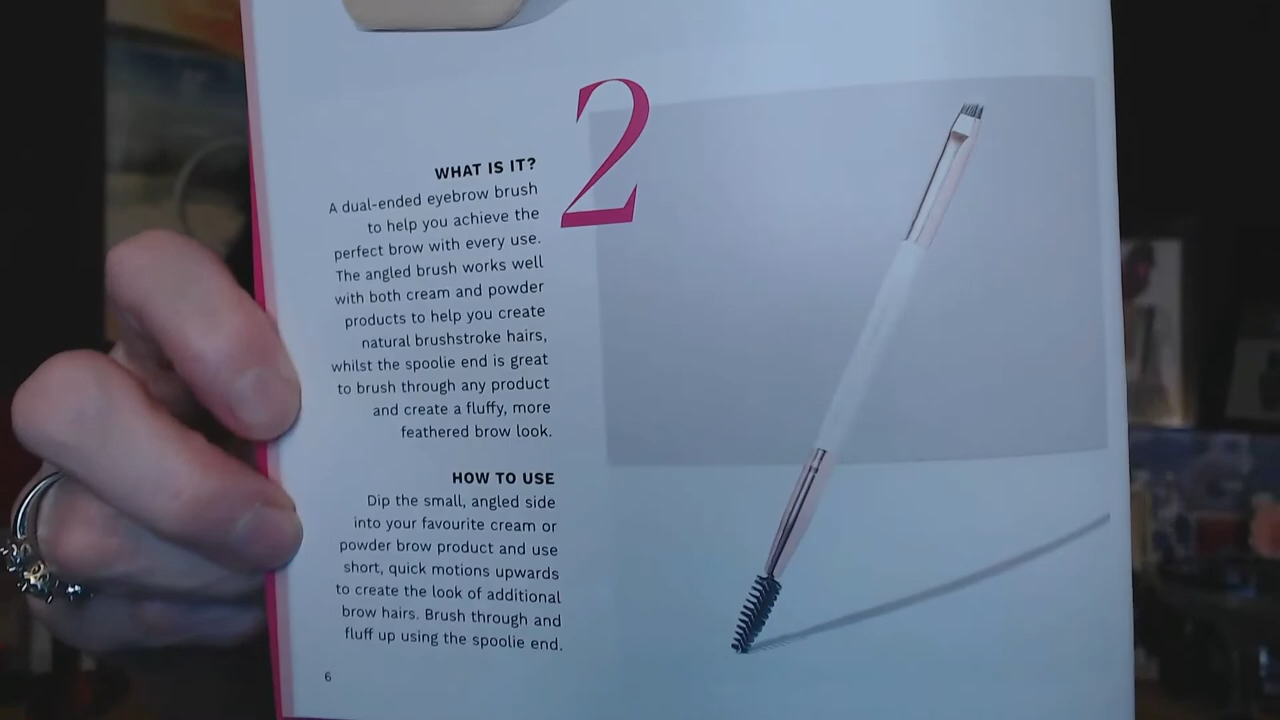 2
WHAT IS IT?
A dual-ended eyebrow brush
to help you achieve the
perfect brow with every use.
The angled brush works well
with both cream and powder
products to help you create
natural brushstroke hairs,
whilst the spoolie end is great
to brush through any product
and create a fluffy, more
feathered brow look.
HOW TO USE
Dip the small, angled side
into your favourite cream or
powder brow product and use
short, quick motions upwards
to create the look of additional
brow hairs. Brush through and
fluff up using the spoolie end.
6